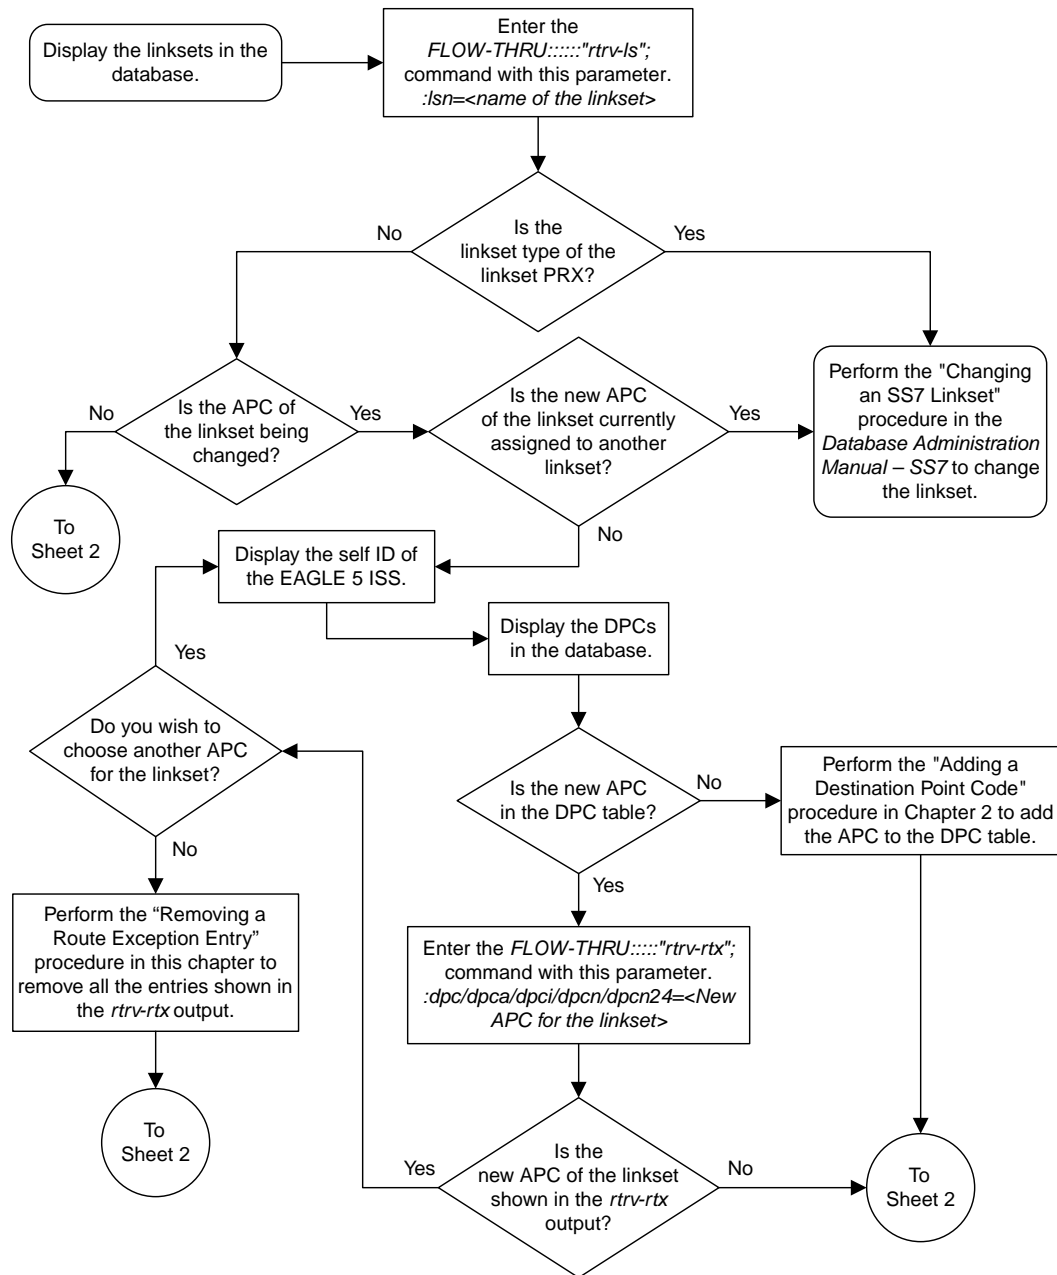 Display the linksets in the
database.
Enter the
FLOW-THRU::::::"rtrv-ls";
command with this parameter.
:lsn=<name of the linkset>
Is the
linkset type of the
linkset PRX?
No
Yes
Is the APC of
the linkset being
changed?
No
Yes
Is the new APC
of the linkset currently
assigned to another
linkset?
Yes
No
Perform the "Changing
an SS7 Linkset"
procedure in the
Database Administration
Manual – SS7 to change
the linkset.
To
Sheet 2
Display the self ID of
the EAGLE 5 ISS.
Display the DPCs
in the database.
Yes
Do you wish to
choose another APC
for the linkset?
No
Is the new APC
in the DPC table?
No
Yes
Perform the "Adding a
Destination Point Code"
procedure in Chapter 2 to add
the APC to the DPC table.
Perform the “Removing a
Route Exception Entry”
procedure in this chapter to
remove all the entries shown in
the rtrv-rtx output.
Enter the FLOW-THRU:::::"rtrv-rtx";
command with this parameter.
:dpc/dpca/dpci/dpcn/dpcn24=<New
APC for the linkset>
To
Sheet 2
Is the
new APC of the linkset
shown in the rtrv-rtx
output?
Yes
No
To
Sheet 2